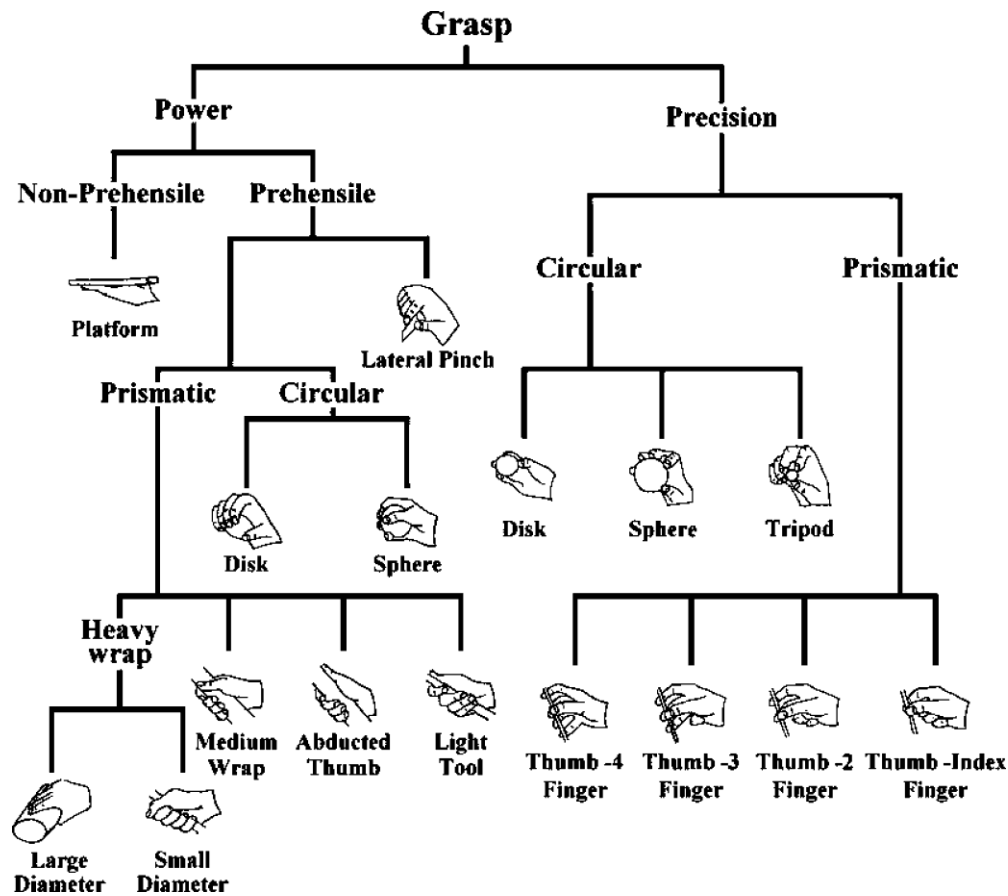 Grasp
Power
Precision
Non-Prehensile
Prehensile
Circular
Prismatic
Platform
Lateral Pinch
Prismatic
Circular
Disk
Sphere
Tripod
Disk
Sphere
Heavy
wrap
Medium
Wrap
Abducted
Thumb
Light
Tool
Thumb -4
Finger
Thumb -3
Finger
Thumb -2
Finger
Thumb -Index
Finger
Large
Diameter
Small
Diameter